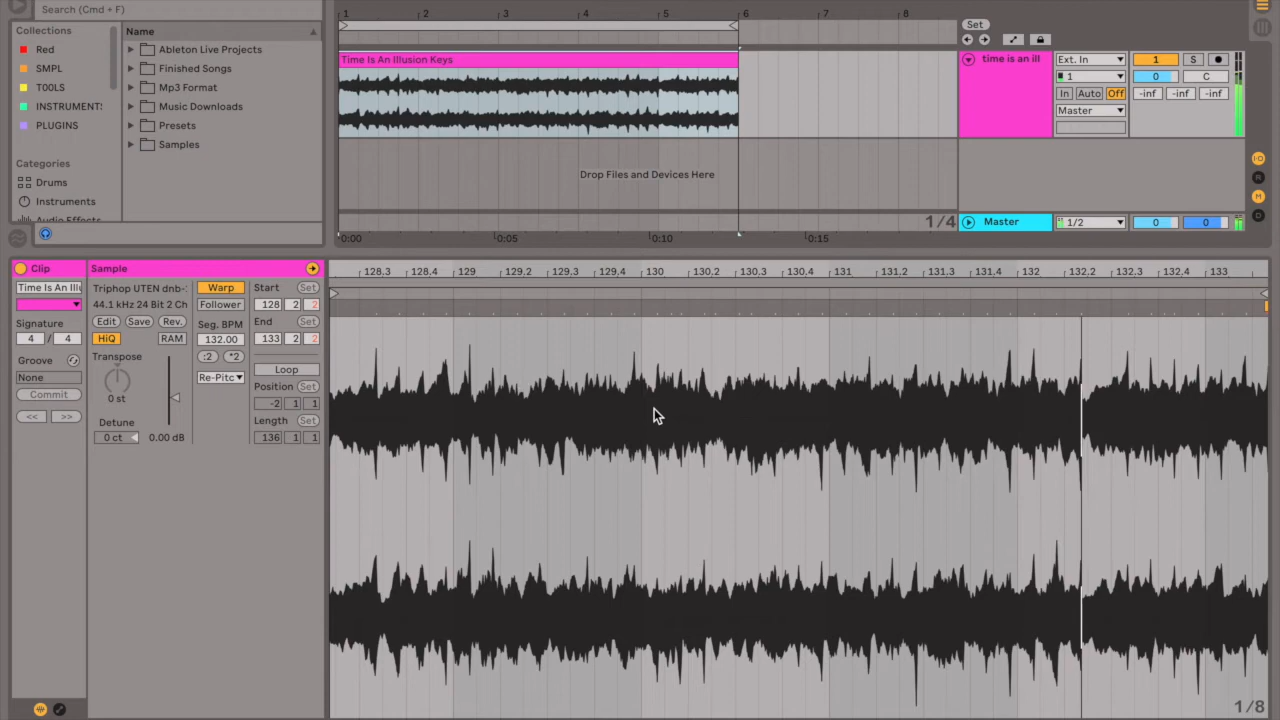 Search (Cmd + F)
Collections
Red
SMPL
T00LS
INSTRUMENTS
PLUGINS
Categories
Drums
Instruments
Audio Effects
Name
Ableton Live Projects
Finished Songs
Mp3 Format
Music Downloads
Presets
Samples
1 2 3 4 5 6 7 8
Time Is An Illusion Keys
Drop Files and Devices Here
1/4
0:00 0:05 0:10 0:15
Set
time is an ill
Ext. In
1
In Auto Off
Master
1 S
0 C
-inf -inf -inf
Master
1/2
0 0
I·O
R
M
D
Clip
Time Is An Illu
Signature
4 / 4
Groove
None
Commit
<< >>
Sample
Triphop UTEN dnb-:
44.1 kHz 24 Bit 2 Ch
Edit Save Rev.
HiQ RAM
Transpose
0 st
Detune
0 ct 0.00 dB
Warp
Follower
Seg. BPM
132.00
:2 *2
Re-Pitc
Start Set
128 2 2
End Set
133 2 2
Loop
Position Set
-2 1 1
Length Set
136 1 1
128.3 128.4 129 129.2 129.3 129.4 130 130.2 130.3 130.4 131 131.2 131.3 131.4 132 132.2 132.3 132.4 133
1/8